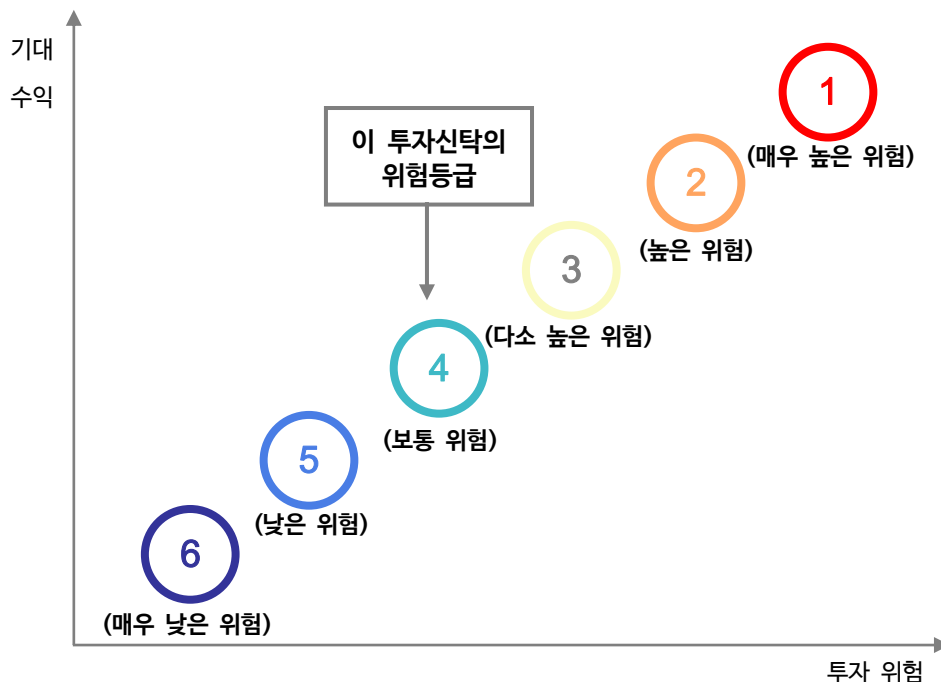 기대
수익
1
(매우 높은 위험)
이 투자신탁의
위험등급
2
(높은 위험)
3
(다소 높은 위험)
4
(보통 위험)
5
(낮은 위험)
6
(매우 낮은 위험)
투자 위험